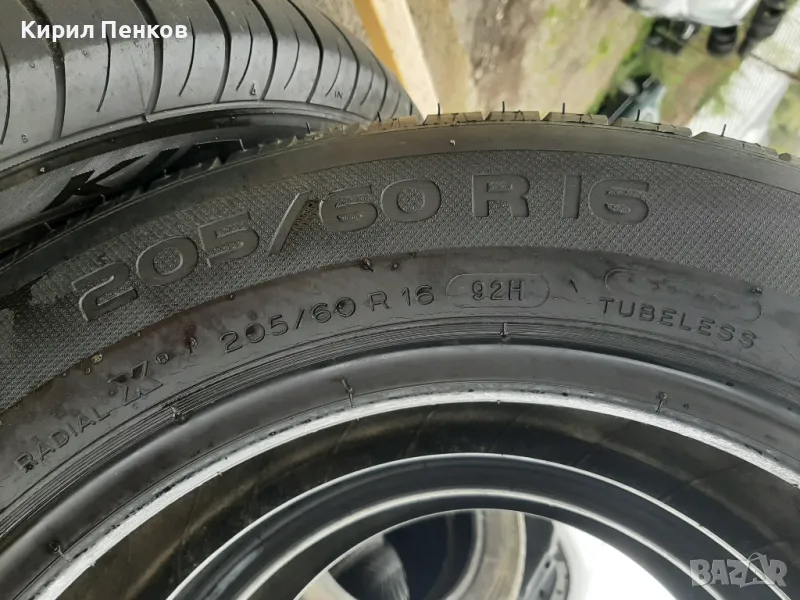 Кирил Пенков
205/60 R 16
RADIAL X 205/60 R 16 92H TUBELESS
BAZAR